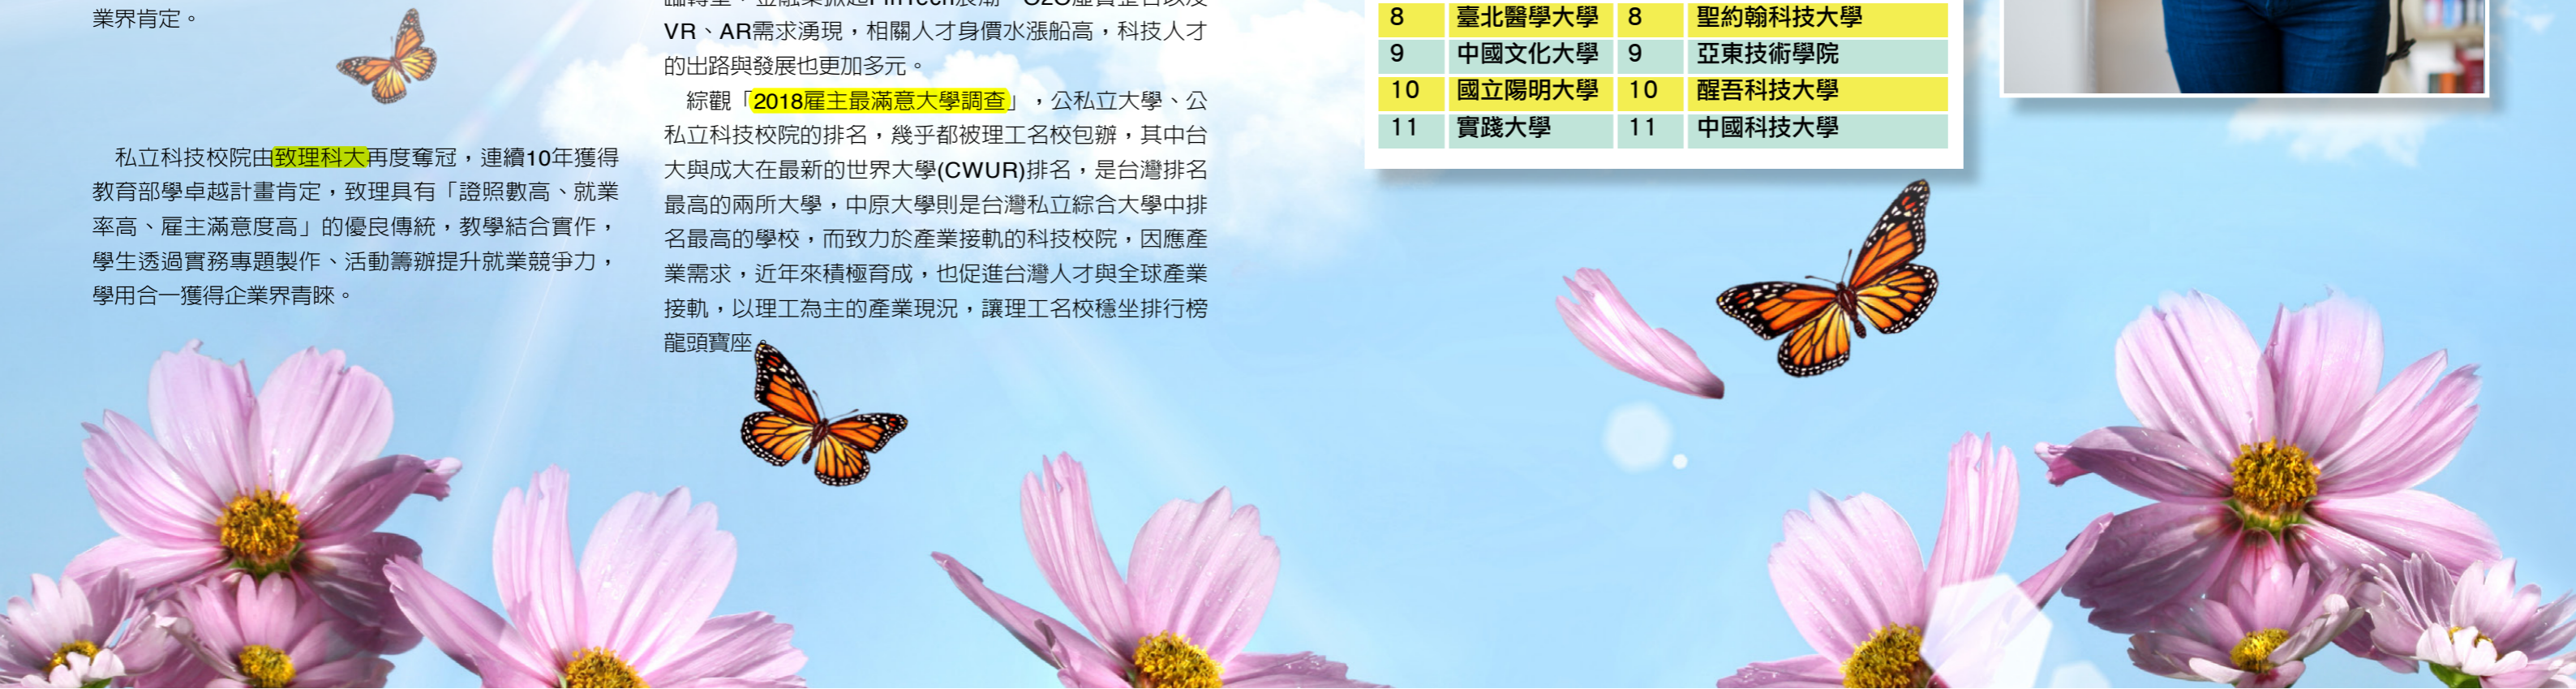 業界肯定。
私立科技校院由致理科大再度奪冠，連續10年獲得
教育部學卓越計畫肯定，致理具有「證照數高、就業
率高、雇主滿意度高」的優良傳統，教學結合實作，
學生透過實務專題製作、活動籌辦提升就業競爭力，
學用合一獲得企業界青睞。
VR、AR需求湧現，相關人才身價水漲船高，科技人才
的出路與發展也更加多元。
綜觀「2018雇主最滿意大學調查」，公私立大學、公
私立科技校院的排名，幾乎都被理工名校包辦，其中台
大與成大在最新的世界大學(CWUR)排名，是台灣排名
最高的兩所大學，中原大學則是台灣私立綜合大學中排
名最高的學校，而致力於產業接軌的科技校院，因應產
業需求，近年來積極育成，也促進台灣人才與全球產業
接軌，以理工為主的產業現況，讓理工名校穩坐排行榜
龍頭寶座。
8 臺北醫學大學 8 聖約翰科技大學
9 中國文化大學 9 亞東技術學院
10 國立陽明大學 10 醒吾科技大學
11 實踐大學 11 中國科技大學